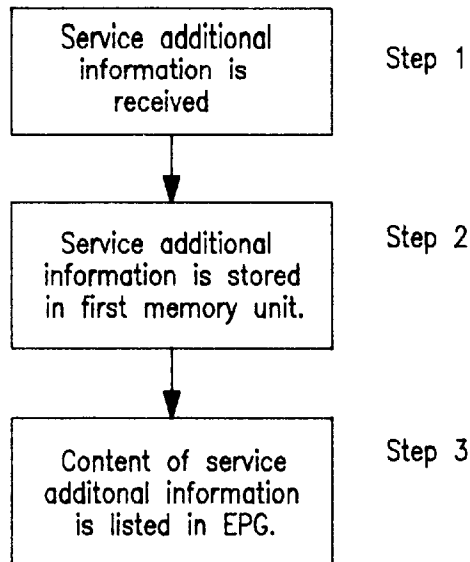 Service additional
information is
received
Step 1
Service additional
information is stored
in first memory unit.
Step 2
Content of service
additonal information
is listed in EPG.
Step 3